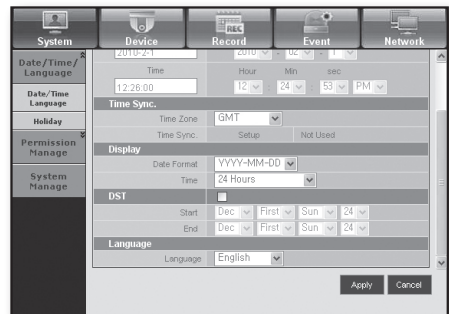 System Device Record Event Network
REC
Date/Time/
Language
2010-2-1 2010 - 02 - 1
Time Hour Min sec
12:26:00 12 : 24 : 53 PM
Date/Time
Language
Time Sync.
Holiday
Time Zone GMT
Permission
Manage
Time Sync.. Setup Not Used
Display
Date Format YYYY-MM-DD
System
Manage
Time 24 Hours
DST
Start Dec First Sun 24
End Dec First Sun 24
Language
Language English
Apply Cancel